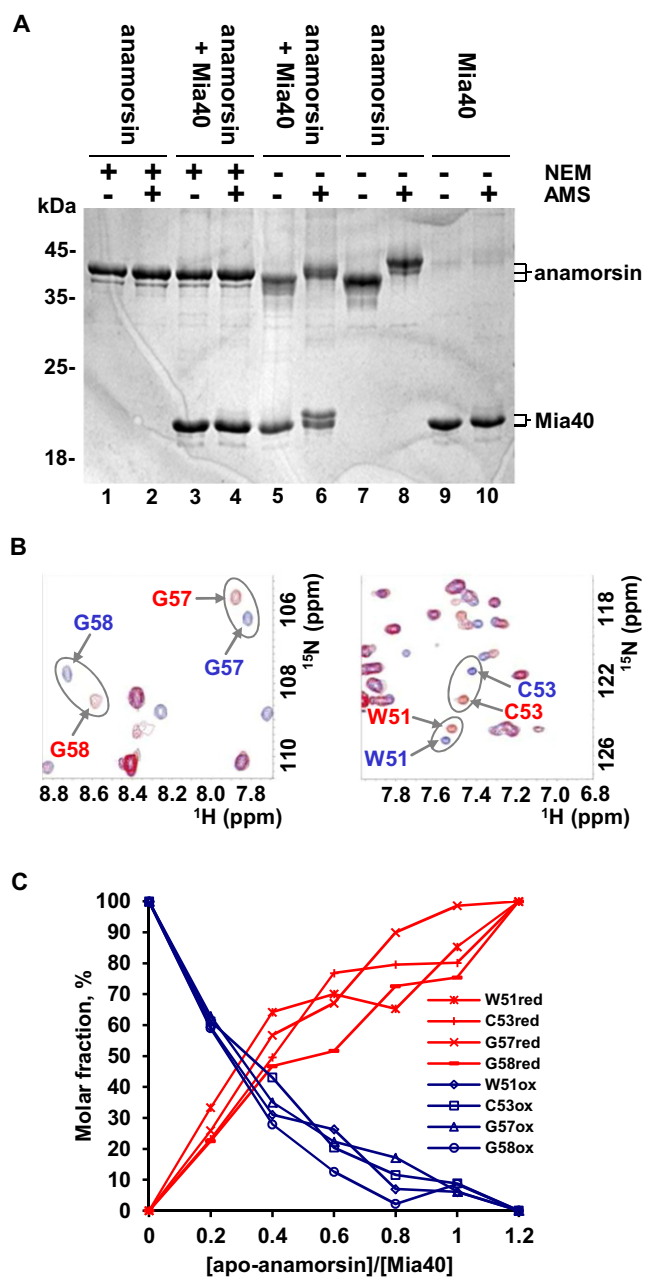 A
anamorsin
anamorsin
+ Mia40
anamorsin
+ Mia40
anamorsin
Mia40
+ + + + - - - - - - NEM
- + - + - + - + - + AMS
kDa
45-
35-
25-
18-
anamorsin
Mia40
1 2 3 4 5 6 7 8 9 10
B
G57
G58
G57
G58
106
108
110
15N (ppm)
8.8 8.6 8.4 8.2 8.0 7.8
1H (ppm)
C53
C53
W51
W51
118
122
126
15N (ppm)
7.8 7.6 7.4 7.2 7.0 6.8
1H (ppm)
C
100
90
80
70
60
50
40
30
20
10
0
Molar fraction, %
W51red
C53red
G57red
G58red
W51ox
C53ox
G57ox
G58ox
0 0.2 0.4 0.6 0.8 1 1.2
[apo-anamorsin]/[Mia40]